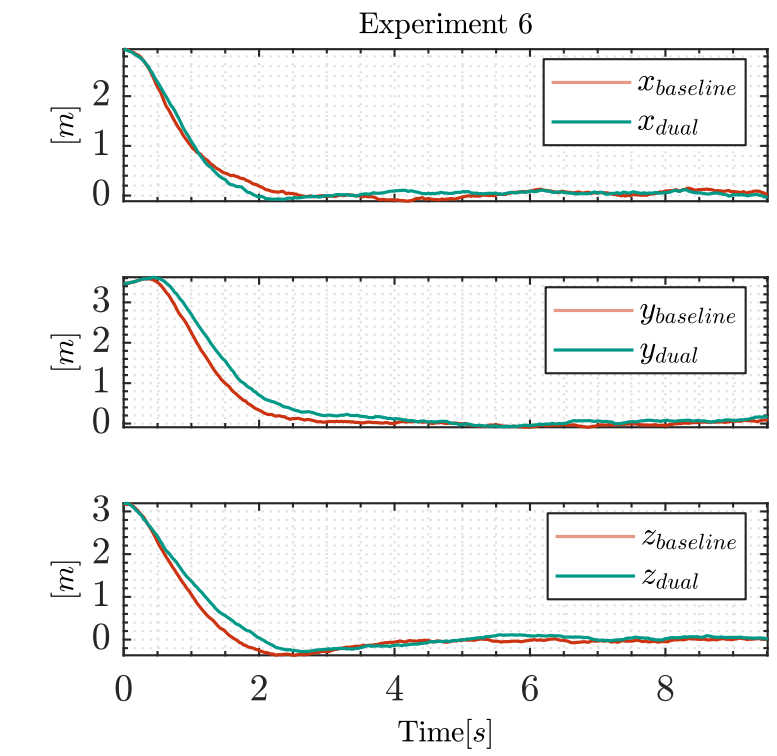 Experiment 6
[m]
2
1
0
x_baseline
x_dual
[m]
3
2
1
0
y_baseline
y_dual
[m]
3
2
1
0
z_baseline
z_dual
0 2 4 6 8
Time[s]